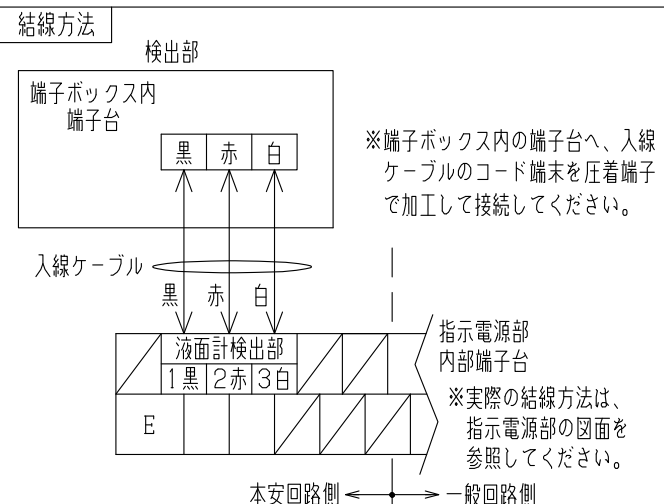 結線方法
検出部
端子ボックス内
端子台
黒 赤 白
※端子ボックス内の端子台へ、入線
ケーブルのコード端末を圧着端子
で加工して接続してください。
入線ケーブル
黒 赤 白
液面計検出部
1黒 2赤 3白
E
指示電源部
内部端子台
※実際の結線方法は、
指示電源部の図面を
参照してください。
本安回路側 一般回路側